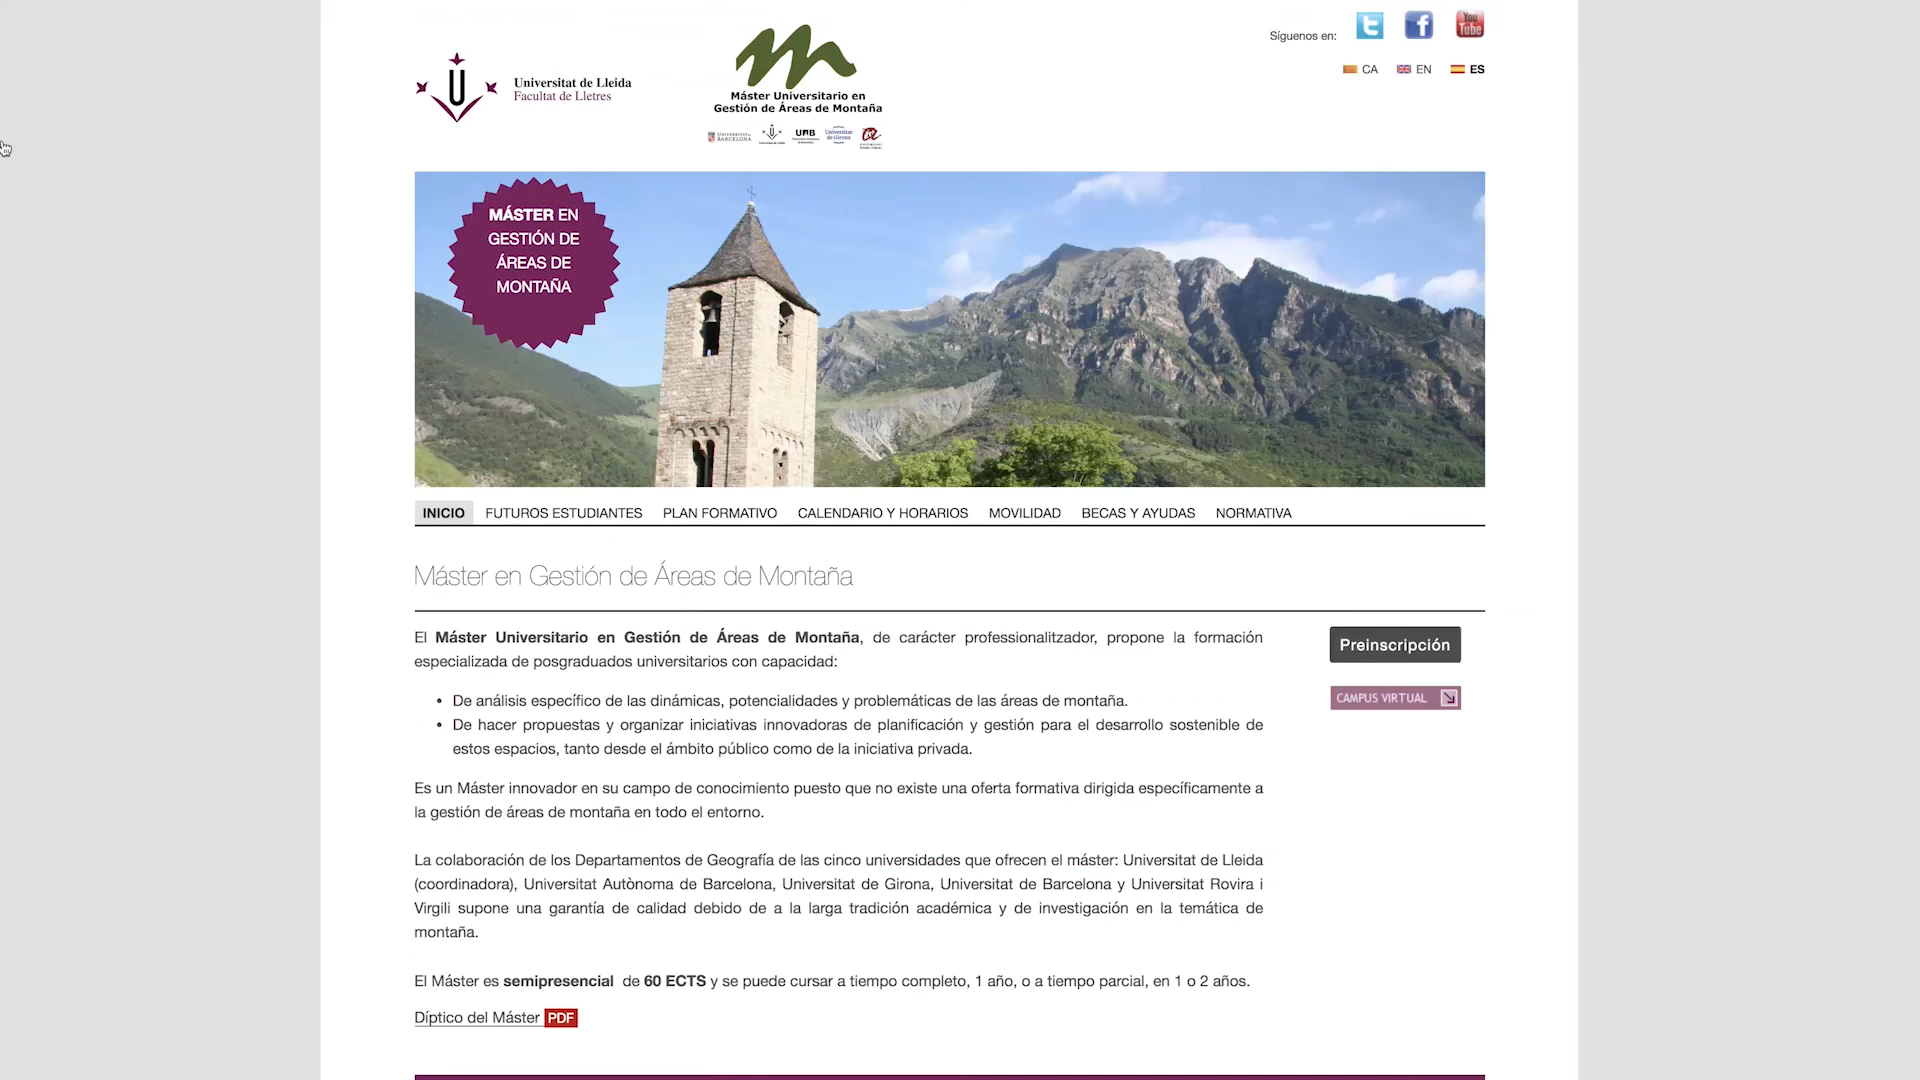 Síguenos en:
CA EN ES
Universitat de Lleida
Facultat de Lletres
Máster Universitario en
Gestión de Áreas de Montaña
UNIVERSITAT DE BARCELONA
UAB
Universitat de Girona
MÁSTER EN
GESTIÓN DE
ÁREAS DE
MONTAÑA
INICIO FUTUROS ESTUDIANTES PLAN FORMATIVO CALENDARIO Y HORARIOS MOVILIDAD BECAS Y AYUDAS NORMATIVA
Máster en Gestión de Áreas de Montaña
El Máster Universitario en Gestión de Áreas de Montaña, de carácter professionalitzador, propone la formación
especializada de posgraduados universitarios con capacidad:
• De análisis específico de las dinámicas, potencialidades y problemáticas de las áreas de montaña.
• De hacer propuestas y organizar iniciativas innovadoras de planificación y gestión para el desarrollo sostenible de
estos espacios, tanto desde el ámbito público como de la iniciativa privada.
Es un Máster innovador en su campo de conocimiento puesto que no existe una oferta formativa dirigida específicamente a
la gestión de áreas de montaña en todo el entorno.
La colaboración de los Departamentos de Geografía de las cinco universidades que ofrecen el máster: Universitat de Lleida
(coordinadora), Universitat Autònoma de Barcelona, Universitat de Girona, Universitat de Barcelona y Universitat Rovira i
Virgili supone una garantía de calidad debido de a la larga tradición académica y de investigación en la temática de
montaña.
El Máster es semipresencial de 60 ECTS y se puede cursar a tiempo completo, 1 año, o a tiempo parcial, en 1 o 2 años.
Díptico del Máster PDF
Preinscripción
CAMPUS VIRTUAL
You
Tube